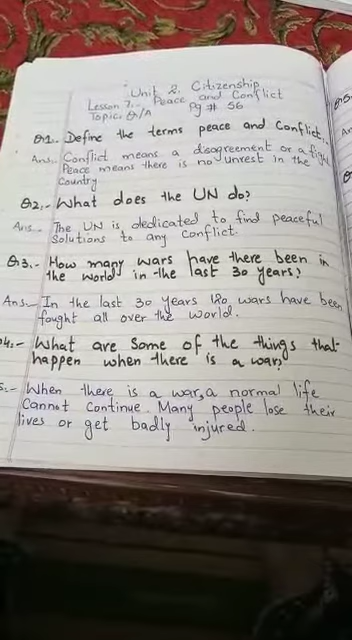 Unit 2, Citizenship
Lesson 7:- Peace and Conflict
Topic: Q/A Pg # 56
Q1.- Define the terms peace and Conflict.
Ans. Conflict means a disagreement or a fight
Peace means there is no unrest in the
Country
Q2.- What does the UN do?
Ans.- The UN is dedicated to find peaceful
Solutions to any Conflict.
Q3.- How many wars have there been in
the world in the last 30 years?
Ans:- In the last 30 years 180 wars have been
fought all over the world.
4:- What are Some of the things that
happen when there is a war?
s:- When there is a war, a normal life
Cannot Continue. Many people lose their
lives or get badly injured.